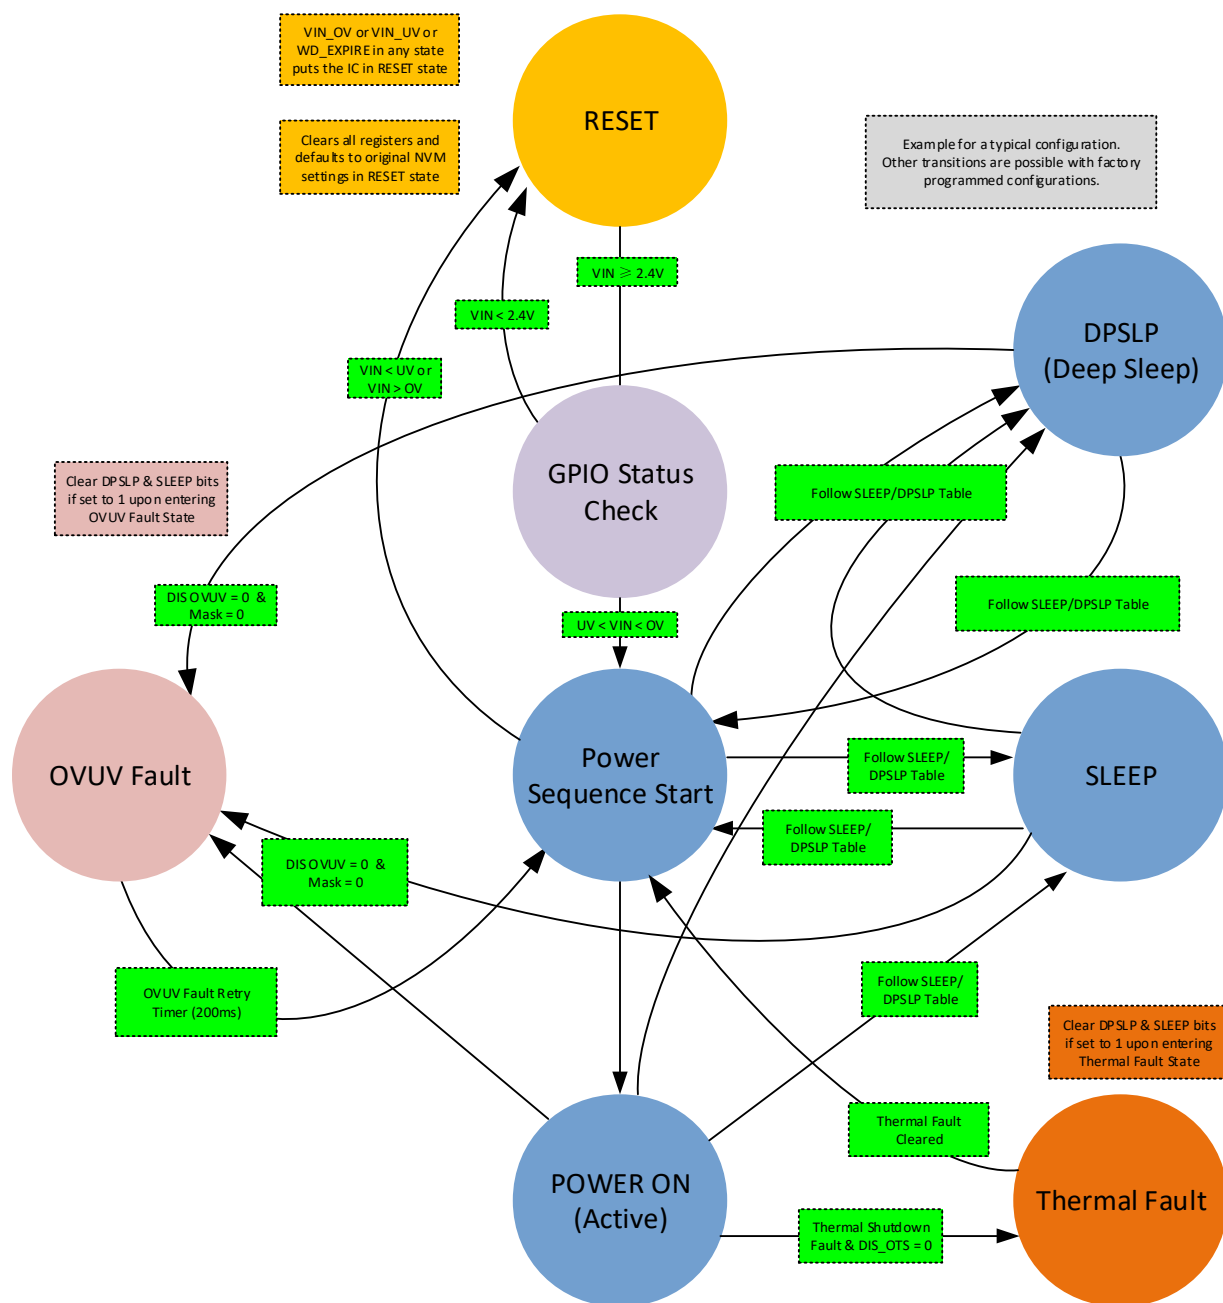 VIN_OV or VIN_UV or
WD_EXPIRE in any state
puts the IC in RESET state
RESET
Clears all registers and
defaults to original NVM
settings in RESET state
Example for a typical configuration.
Other transitions are possible with factory
programmed configurations.
VIN ≥ 2.4V
VIN < 2.4V
DPSLP
(Deep Sleep)
VIN < UV or
VIN > OV
GPIO Status
Check
Clear DPSLP & SLEEP bits
if set to 1 upon entering
OVUV Fault State
Follow SLEEP/DPSLP Table
DIS OVUV = 0 &
Mask = 0
Follow SLEEP/DPSLP Table
UV < VIN < OV
OVUV Fault
Power
Sequence Start
Follow SLEEP/
DPSLP Table
SLEEP
Follow SLEEP/
DPSLP Table
DIS OVUV = 0 &
Mask = 0
OVUV Fault Retry
Timer (200ms)
Follow SLEEP/
DPSLP Table
Clear DPSLP & SLEEP bits
if set to 1 upon entering
Thermal Fault State
Thermal Fault
Cleared
POWER ON
(Active)
Thermal Shutdown
Fault & DIS_OTS = 0
Thermal Fault